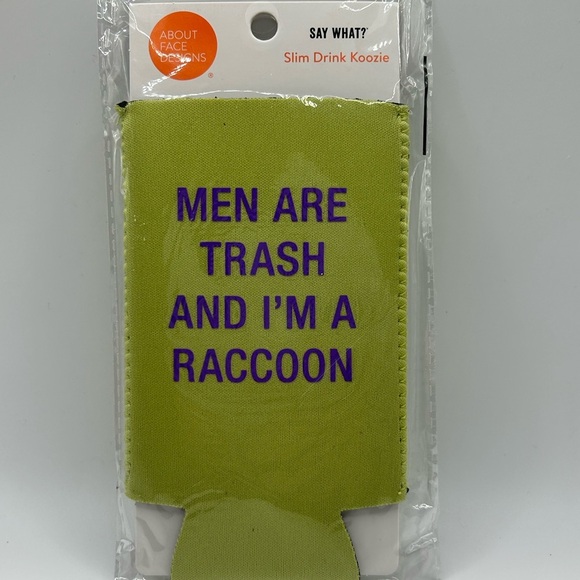 ABOUT
FACE
DESIGNS
®
SAY WHAT?
Slim Drink Koozie
MEN ARE
TRASH
AND I'M A
RACCOON